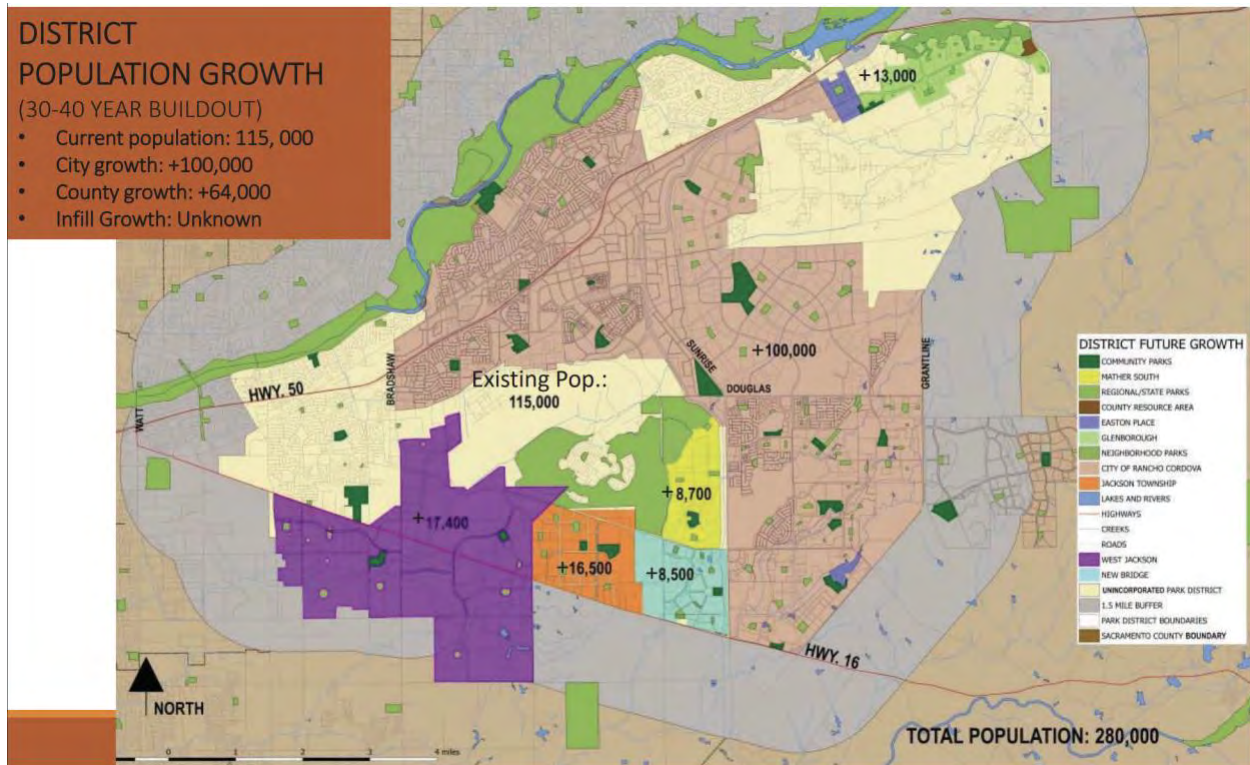 DISTRICT
POPULATION GROWTH
(30-40 YEAR BUILDOUT)
• Current population: 115, 000
• City growth: +100,000
• County growth: +64,000
• Infill Growth: Unknown
+13,000
+100,000
SUNRISE
DOUGLAS
GRANTLINE
BRADSHAW
HWY. 50
WATT
Existing Pop.:
115,000
+8,700
+17,400
+16,500
+8,500
HWY. 16
DISTRICT FUTURE GROWTH
COMMUNITY PARKS
MATHER SOUTH
REGIONAL/STATE PARKS
COUNTY RESOURCE AREA
EASTON PLACE
GLENBOROUGH
NEIGHBORHOOD PARKS
CITY OF RANCHO CORDOVA
JACKSON TOWNSHIP
LAKES AND RIVERS
HIGHWAYS
CREEKS
ROADS
WEST JACKSON
NEW BRIDGE
UNINCORPORATED PARK DISTRICT
1.5 MILE BUFFER
PARK DISTRICT BOUNDARIES
SACRAMENTO COUNTY BOUNDARY
NORTH
0 1 2 3 4 miles
TOTAL POPULATION: 280,000